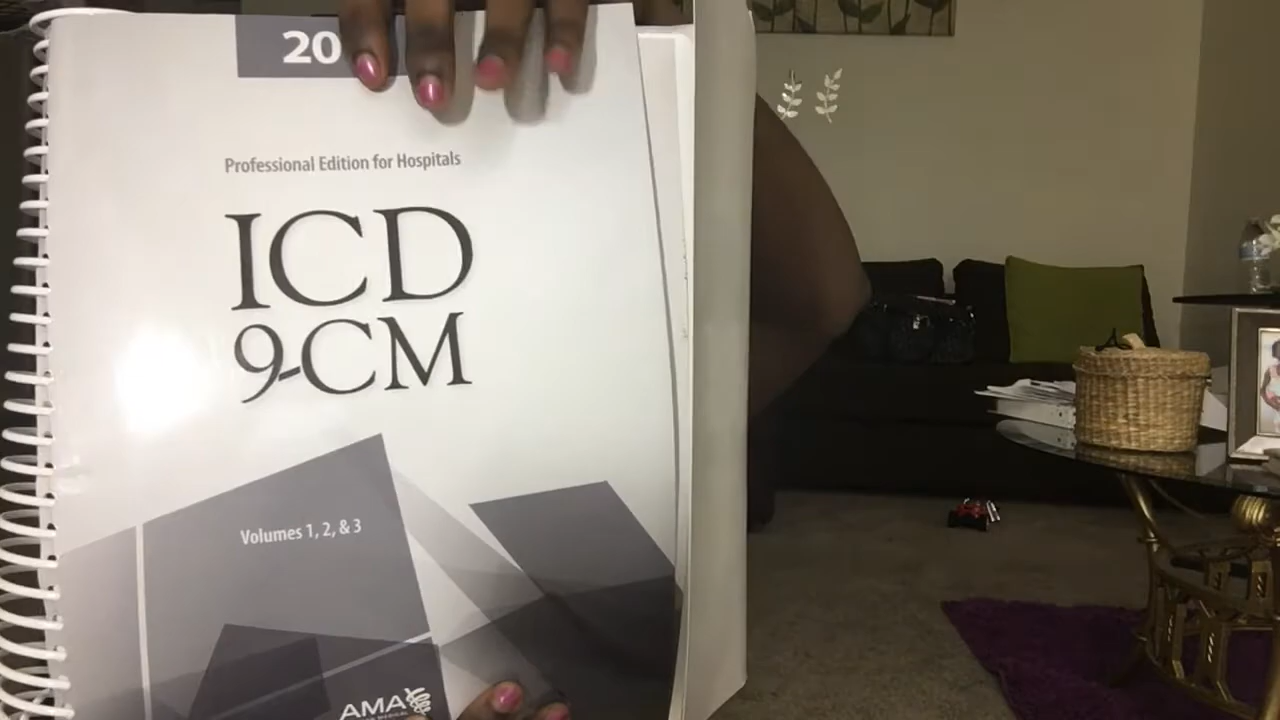 20
Professional Edition for Hospitals
ICD
9-CM
Volumes 1, 2, & 3
AMA